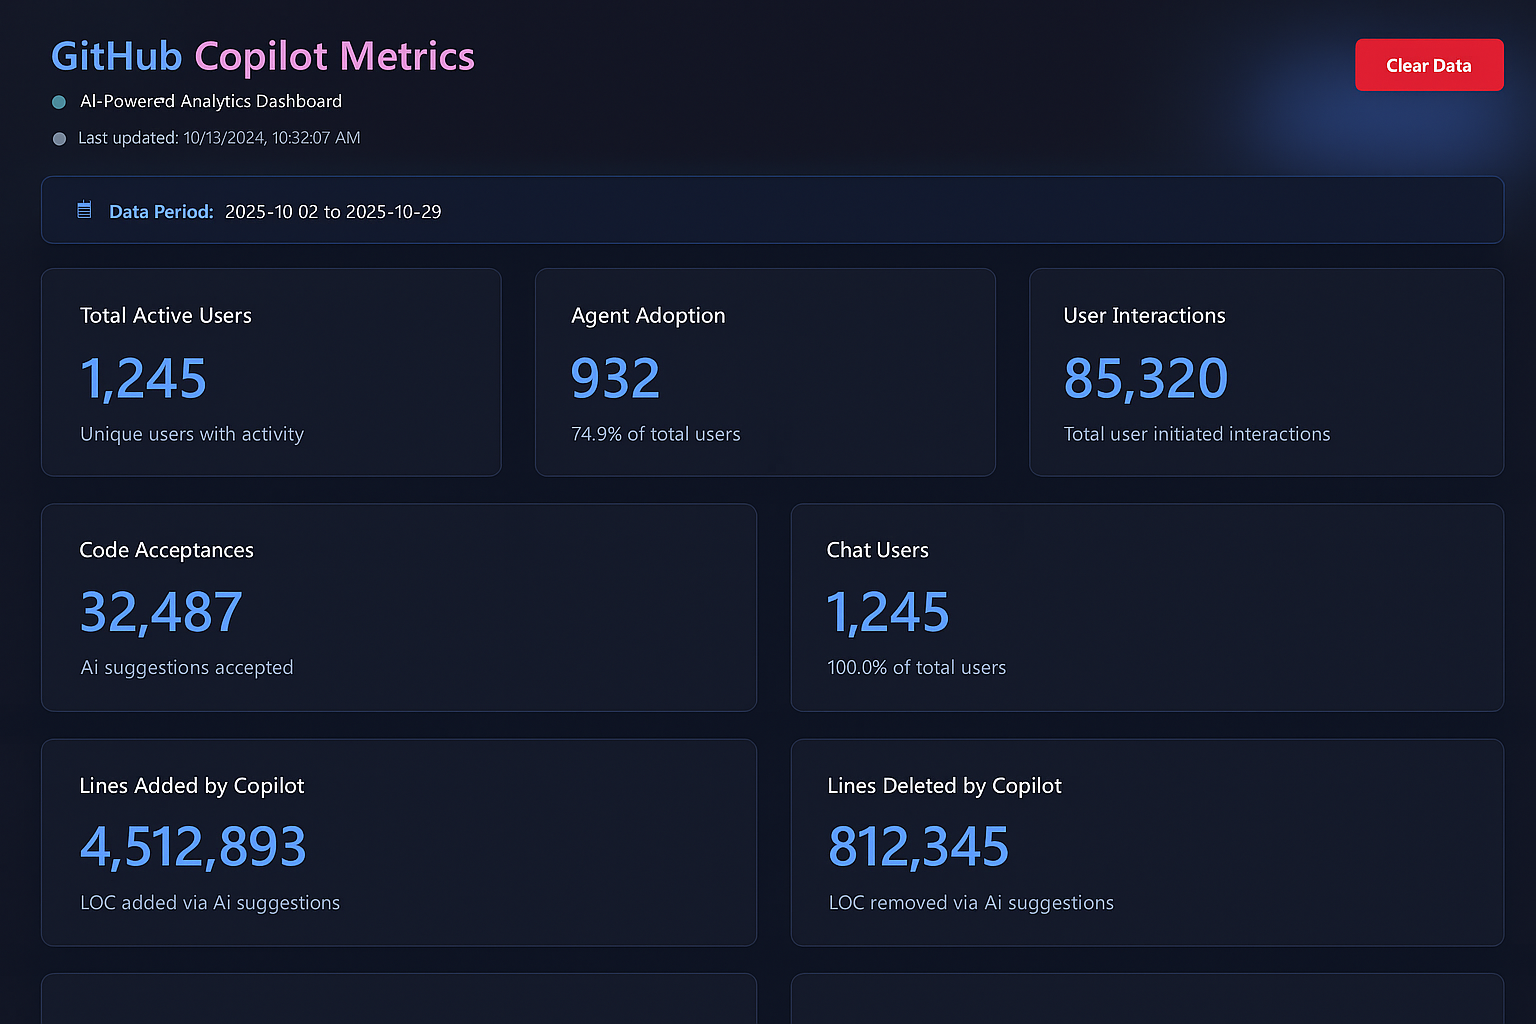 GitHub Copilot Metrics
Clear Data
AI-Powered Analytics Dashboard
Last updated: 10/13/2024, 10:32:07 AM
Data Period: 2025-10 02 to 2025-10-29
Total Active Users
1,245
Unique users with activity
Agent Adoption
932
74.9% of total users
User Interactions
85,320
Total user initiated interactions
Code Acceptances
32,487
Ai suggestions accepted
Chat Users
1,245
100.0% of total users
Lines Added by Copilot
4,512,893
LOC added via Ai suggestions
Lines Deleted by Copilot
812,345
LOC removed via Ai suggestions